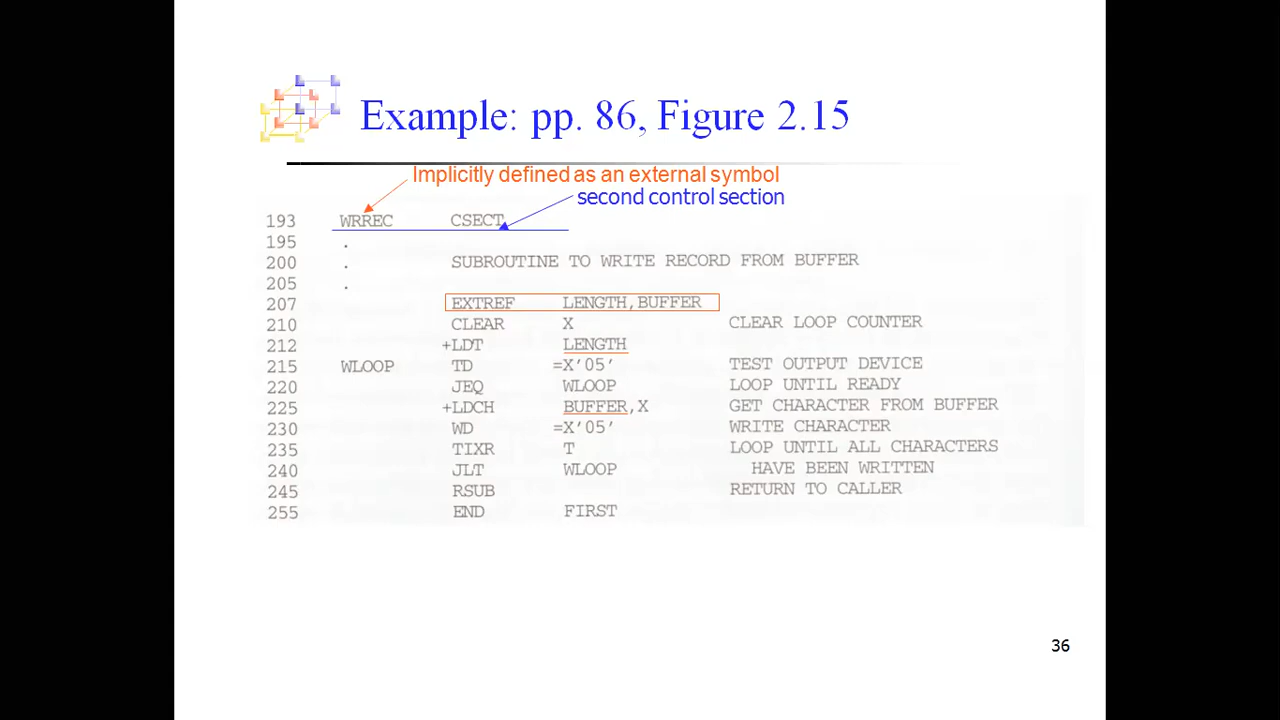 Example: pp. 86, Figure 2.15
Implicitly defined as an external symbol
second control section
193 WRREC CSECT
195 .
200 . SUBROUTINE TO WRITE RECORD FROM BUFFER
205 .
207 EXTREF LENGTH,BUFFER
210 CLEAR X CLEAR LOOP COUNTER
212 +LDT LENGTH
215 WLOOP TD =X'05' TEST OUTPUT DEVICE
220 JEQ WLOOP LOOP UNTIL READY
225 +LDCH BUFFER,X GET CHARACTER FROM BUFFER
230 WD =X'05' WRITE CHARACTER
235 TIXR T LOOP UNTIL ALL CHARACTERS
240 JLT WLOOP HAVE BEEN WRITTEN
245 RSUB RETURN TO CALLER
255 END FIRST
36